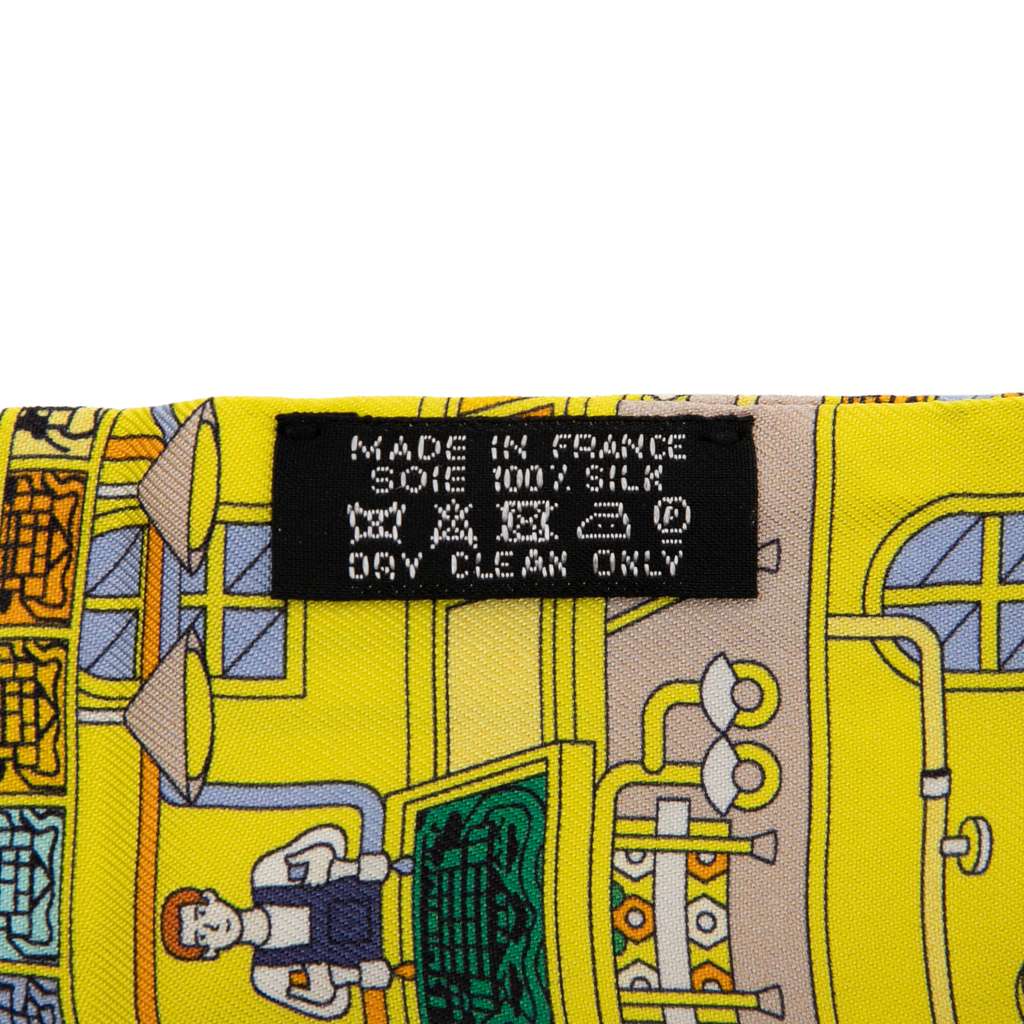 MADE IN FRANCE
SOIE 100% SILK
P
DRY CLEAN ONLY